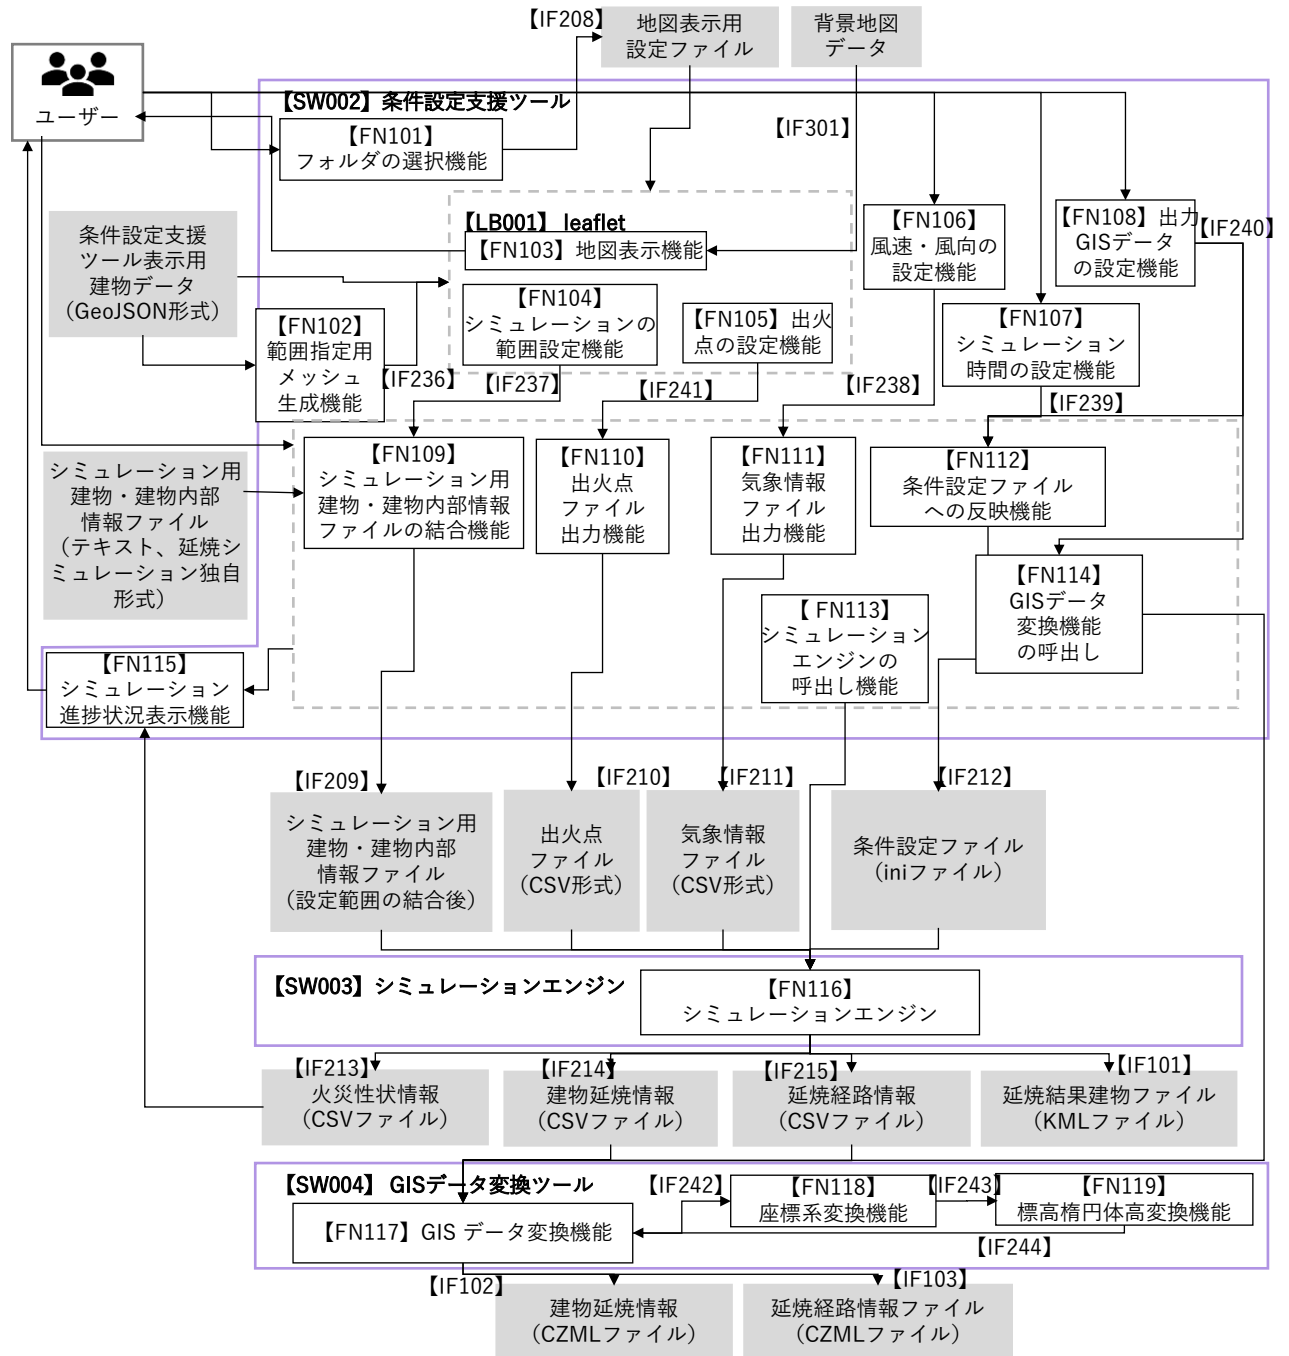 【IF208】
地図表示用
設定ファイル
背景地図
データ
ユーザー
【SW002】条件設定支援ツール
【FN101】
フォルダの選択機能
【IF301】
【LB001】 leaflet
【FN103】地図表示機能
【FN106】
風速・風向の
設定機能
【FN108】出力
GISデータ
の設定機能
【IF240】
条件設定支援
ツール表示用
建物データ
（GeoJSON形式）
【FN102】
範囲指定用
メッシュ
生成機能
【FN104】
シミュレーションの
範囲設定機能
【FN105】出火
点の設定機能
【FN107】
シミュレーション
時間の設定機能
【IF236】
【IF237】
【IF241】
【IF238】
【IF239】
シミュレーション用
建物・建物内部
情報ファイル
（テキスト、延焼シ
ミュレーション独自
形式）
【FN109】
シミュレーション用
建物・建物内部情報
ファイルの結合機能
【FN110】
出火点
ファイル
出力機能
【FN111】
気象情報
ファイル
出力機能
【FN112】
条件設定ファイル
への反映機能
【FN114】
GISデータ
変換機能
の呼出し
【 FN113】
シミュレーション
エンジンの
呼出し機能
【FN115】
シミュレーション
進捗状況表示機能
【IF209】
【IF210】
【IF211】
【IF212】
シミュレーション用
建物・建物内部
情報ファイル
（設定範囲の結合後）
出火点
ファイル
（CSV形式）
気象情報
ファイル
（CSV形式）
条件設定ファイル
（iniファイル）
【SW003】シミュレーションエンジン
【FN116】
シミュレーションエンジン
【IF213】
【IF214】
【IF215】
【IF101】
火災性状情報
（CSVファイル）
建物延焼情報
（CSVファイル）
延焼経路情報
（CSVファイル）
延焼結果建物ファイル
（KMLファイル）
【SW004】 GISデータ変換ツール
【FN117】GIS データ変換機能
【IF242】
【FN118】
座標系変換機能
【IF243】
【FN119】
標高楕円体高変換機能
【IF244】
【IF102】
【IF103】
建物延焼情報
（CZMLファイル）
延焼経路情報ファイル
（CZMLファイル）